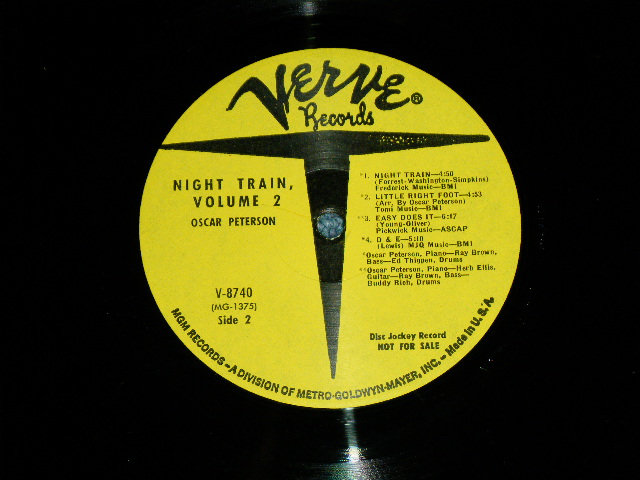 Verve®
Records
NIGHT TRAIN,
VOLUME 2
OSCAR PETERSON
V-8740
(MG-1375)
Side 2
*1. NIGHT TRAIN—4:50
(Forrest-Washington-Simpkins)
Frederick Music—BMI
*2. LITTLE RIGHT FOOT—4:53
(Arr. By Oscar Peterson)
Tomi Music—BMI
**3. EASY DOES IT—6:17
(Young-Oliver)
Pickwick Music—ASCAP
*4. D & E—5:10
(Lewis) MJQ Music—BMI
*Oscar Peterson, Piano—Ray Brown,
Bass—Ed Thigpen, Drums
**Oscar Peterson, Piano—Herb Ellis,
Guitar—Ray Brown, Bass—
Buddy Rich, Drums
Disc Jockey Record
NOT FOR SALE
MGM RECORDS—A DIVISION OF METRO-GOLDWYN-MAYER, INC.—Made in U.S.A.